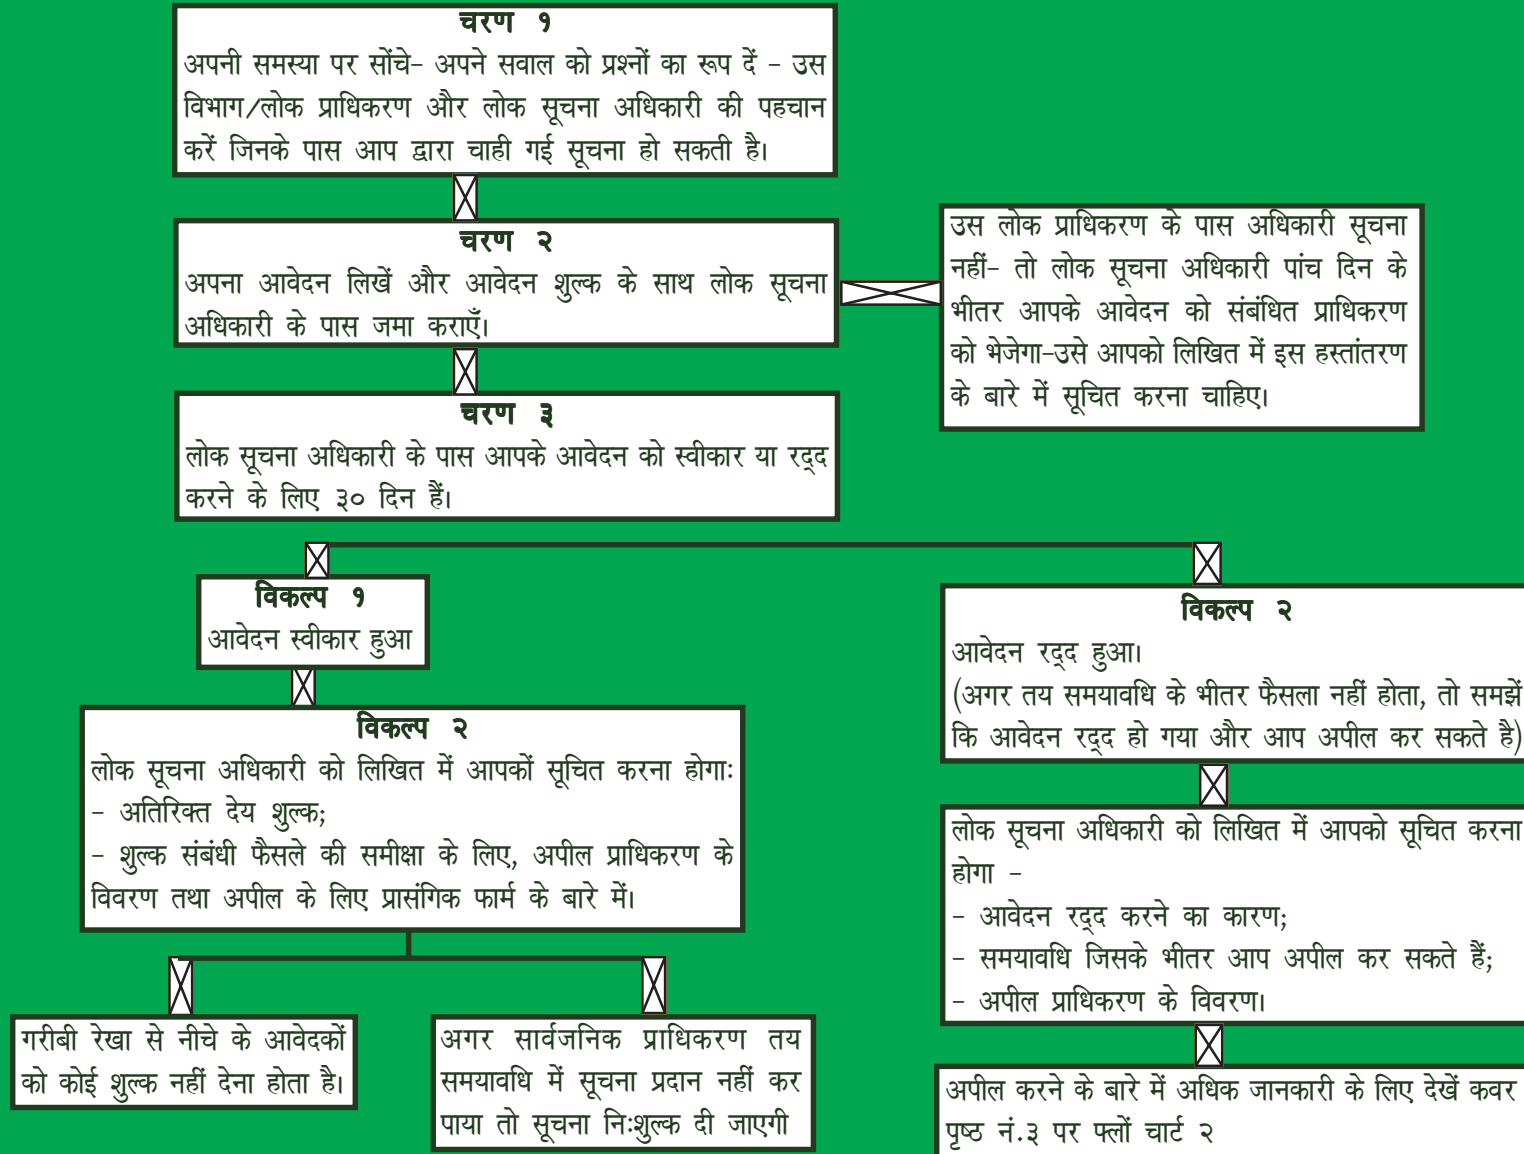 चरण १
अपनी समस्या पर सोंचे- अपने सवाल को प्रश्नों का रूप दें - उस
विभाग/लोक प्राधिकरण और लोक सूचना अधिकारी की पहचान
करें जिनके पास आप द्वारा चाही गई सूचना हो सकती है।
चरण २
अपना आवेदन लिखें और आवेदन शुल्क के साथ लोक सूचना
अधिकारी के पास जमा कराएँ।
उस लोक प्राधिकरण के पास अधिकारी सूचना
नहीं- तो लोक सूचना अधिकारी पांच दिन के
भीतर आपके आवेदन को संबंधित प्राधिकरण
को भेजेगा-उसे आपको लिखित में इस हस्तांतरण
के बारे में सूचित करना चाहिए।
चरण ३
लोक सूचना अधिकारी के पास आपके आवेदन को स्वीकार या रद्द
करने के लिए ३० दिन हैं।
विकल्प १
आवेदन स्वीकार हुआ
विकल्प २
लोक सूचना अधिकारी को लिखित में आपकों सूचित करना होगाः
- अतिरिक्त देय शुल्क;
- शुल्क संबंधी फैसले की समीक्षा के लिए, अपील प्राधिकरण के
विवरण तथा अपील के लिए प्रासंगिक फार्म के बारे में।
गरीबी रेखा से नीचे के आवेदकों
को कोई शुल्क नहीं देना होता है।
अगर सार्वजनिक प्राधिकरण तय
समयावधि में सूचना प्रदान नहीं कर
पाया तो सूचना निःशुल्क दी जाएगी
विकल्प २
आवेदन रद्द हुआ।
(अगर तय समयावधि के भीतर फैसला नहीं होता, तो समझें
कि आवेदन रद्द हो गया और आप अपील कर सकते है)
लोक सूचना अधिकारी को लिखित में आपको सूचित करना
होगा -
- आवेदन रद्द करने का कारण;
- समयावधि जिसके भीतर आप अपील कर सकते हैं;
- अपील प्राधिकरण के विवरण।
अपील करने के बारे में अधिक जानकारी के लिए देखें कवर
पृष्ठ नं.३ पर फ्लों चार्ट २